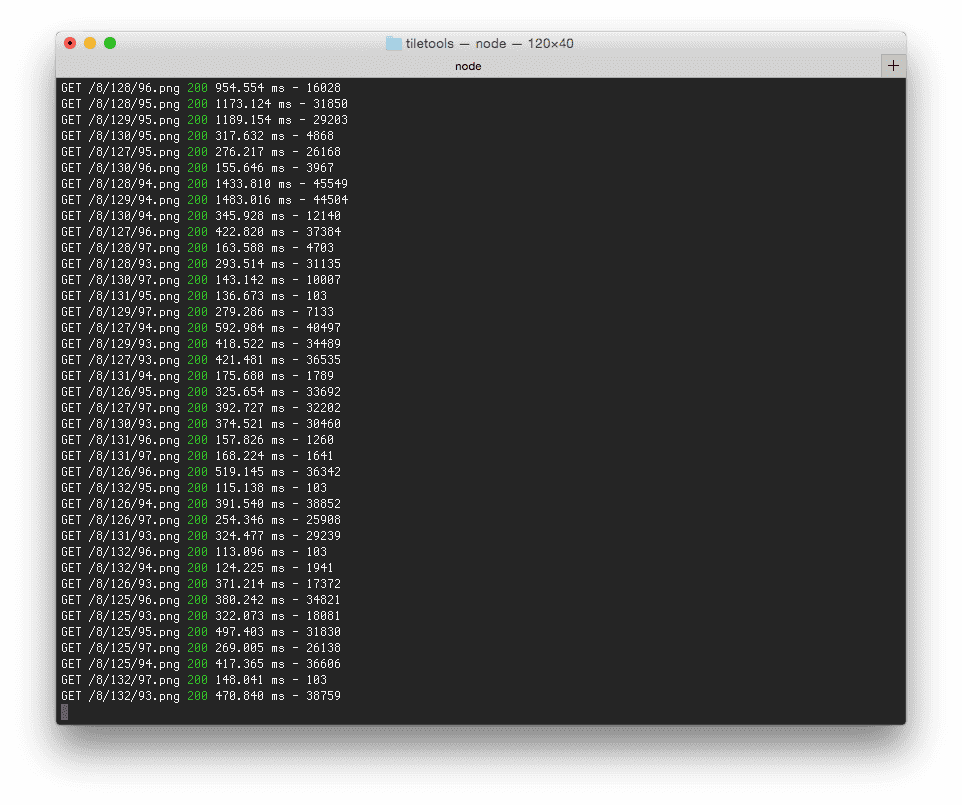 tiletools — node — 120×40
node
+
GET /8/128/96.png 200 954.554 ms - 16028
GET /8/128/95.png 200 1173.124 ms - 31850
GET /8/129/95.png 200 1189.154 ms - 29203
GET /8/130/95.png 200 317.632 ms - 4868
GET /8/127/95.png 200 276.217 ms - 26168
GET /8/130/96.png 200 155.646 ms - 3967
GET /8/128/94.png 200 1433.810 ms - 45549
GET /8/129/94.png 200 1483.016 ms - 44504
GET /8/130/94.png 200 345.928 ms - 12140
GET /8/127/96.png 200 422.820 ms - 37384
GET /8/128/97.png 200 163.588 ms - 4703
GET /8/128/93.png 200 293.514 ms - 31135
GET /8/130/97.png 200 143.142 ms - 10007
GET /8/131/95.png 200 136.673 ms - 103
GET /8/129/97.png 200 279.286 ms - 7133
GET /8/127/94.png 200 592.984 ms - 40497
GET /8/129/93.png 200 418.522 ms - 34489
GET /8/127/93.png 200 421.481 ms - 36535
GET /8/131/94.png 200 175.680 ms - 1789
GET /8/126/95.png 200 325.654 ms - 33692
GET /8/127/97.png 200 392.727 ms - 32202
GET /8/130/93.png 200 374.521 ms - 30460
GET /8/131/96.png 200 157.826 ms - 1260
GET /8/131/97.png 200 168.224 ms - 1641
GET /8/126/96.png 200 519.145 ms - 36342
GET /8/132/95.png 200 115.138 ms - 103
GET /8/126/94.png 200 391.540 ms - 38852
GET /8/126/97.png 200 254.346 ms - 25908
GET /8/131/93.png 200 324.477 ms - 29239
GET /8/132/96.png 200 113.096 ms - 103
GET /8/132/94.png 200 124.225 ms - 1941
GET /8/126/93.png 200 371.214 ms - 17372
GET /8/125/96.png 200 380.242 ms - 34821
GET /8/125/93.png 200 322.073 ms - 18081
GET /8/125/95.png 200 497.403 ms - 31830
GET /8/125/97.png 200 269.005 ms - 26138
GET /8/125/94.png 200 417.365 ms - 36606
GET /8/132/97.png 200 148.041 ms - 103
GET /8/132/93.png 200 470.840 ms - 38759